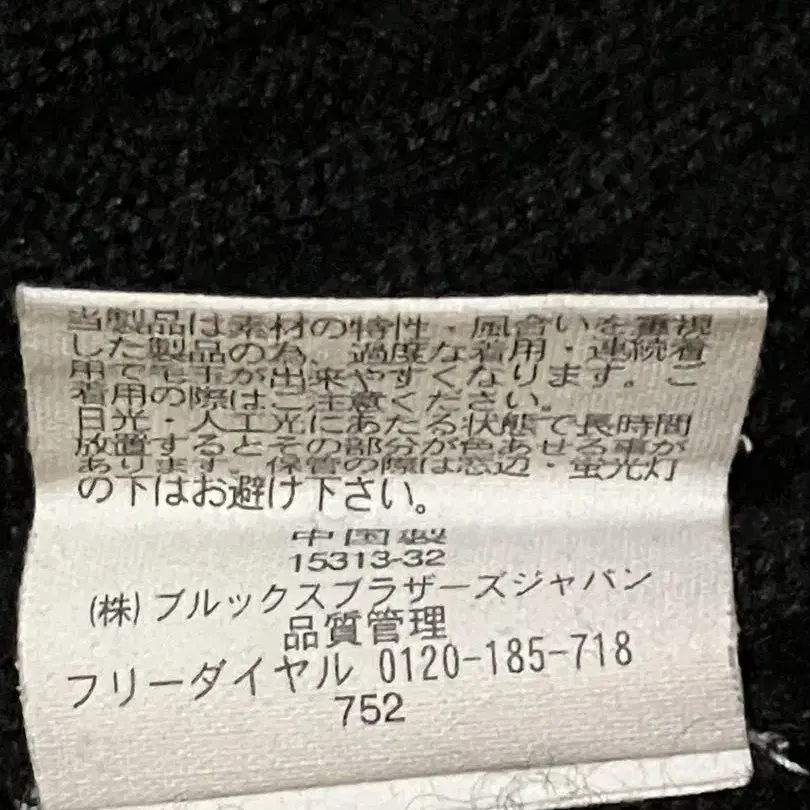 当製品は素材の特性・風合いを重視
した製品の為、過度な着用・連続着
用で毛玉が出来やすくなります。ご
着用の際はご注意ください。
日光・人工光にあたる状態で長時間
放置するとその部分が色あせる事が
あります。保管の際は窓辺・蛍光灯
の下はお避け下さい。
中国製
15313-32
(株)ブルックスブラザーズジャパン
品質管理
フリーダイヤル 0120-185-718
752